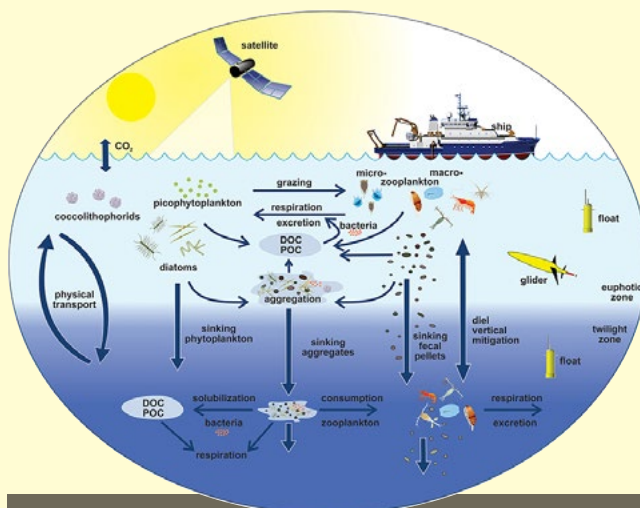 satellite
ship
CO₂
grazing
micro-
macro-
zooplankton
coccolithophorids
picophytoplankton
respiration
excretion
bacteria
float
DOC
POC
diatoms
glider
euphotic
zone
physical
transport
aggregation
twilight
zone
sinking
phytoplankton
sinking
aggregates
sinking
fecal
pellets
diel
vertical
mitigation
float
DOC
POC
solubilization
bacteria
consumption
zooplankton
respiration
excretion
respiration